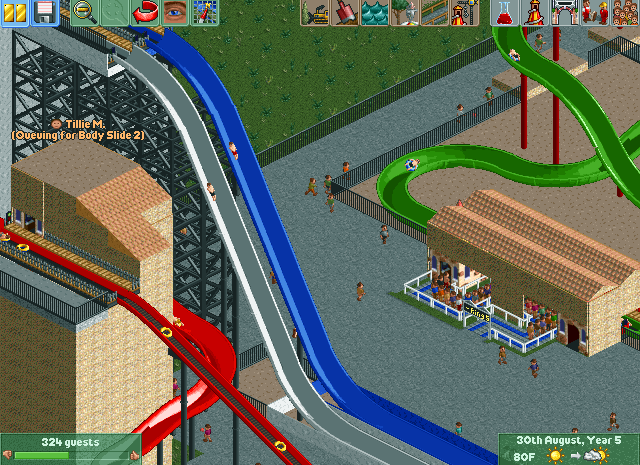 Tillie M.
(Queuing for Body Slide 2)
324 guests
30th August, Year 5
80F